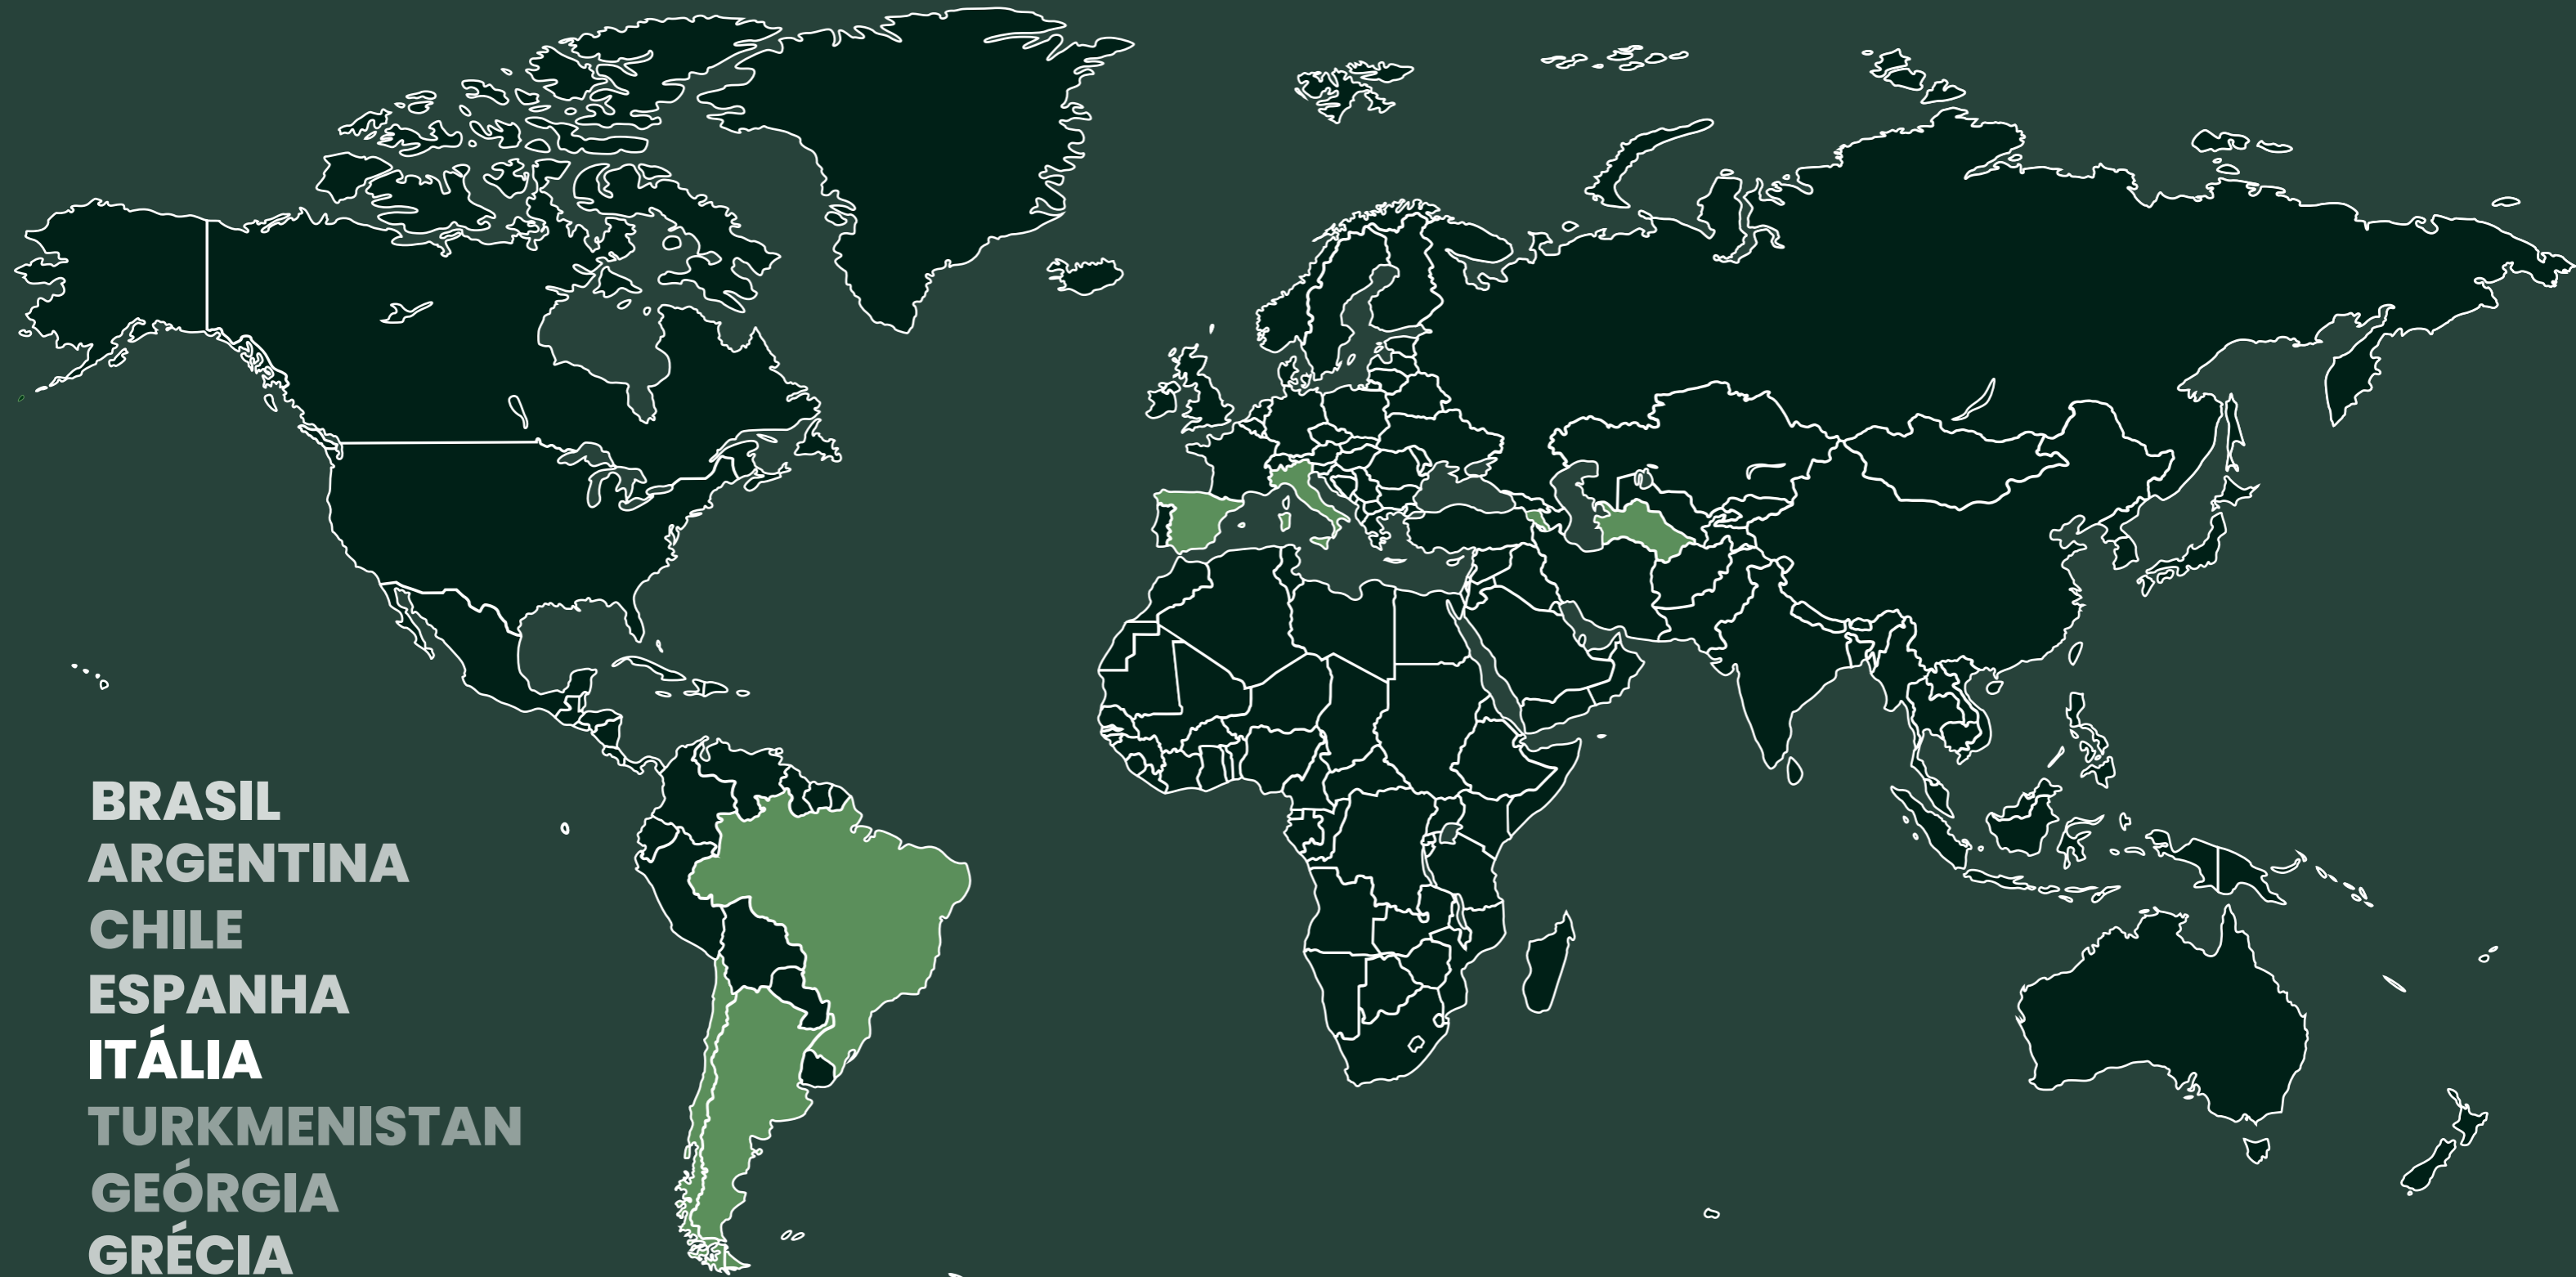 BRASIL
ARGENTINA
CHILE
ESPANHA
ITÁLIA
TURKMENISTAN
GEÓRGIA
GRÉCIA